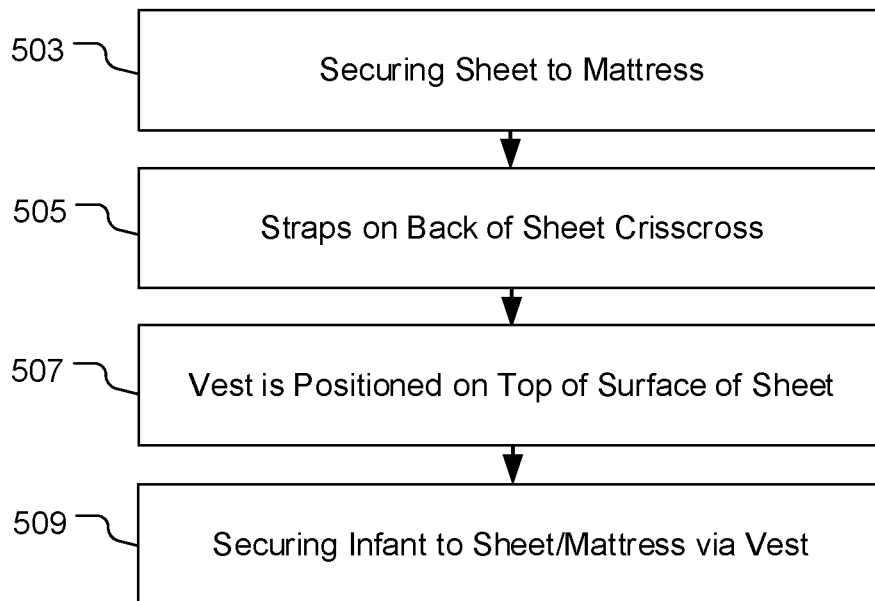 503
Securing Sheet to Mattress
505
Straps on Back of Sheet Crisscross
507
Vest is Positioned on Top of Surface of Sheet
509
Securing Infant to Sheet/Mattress via Vest